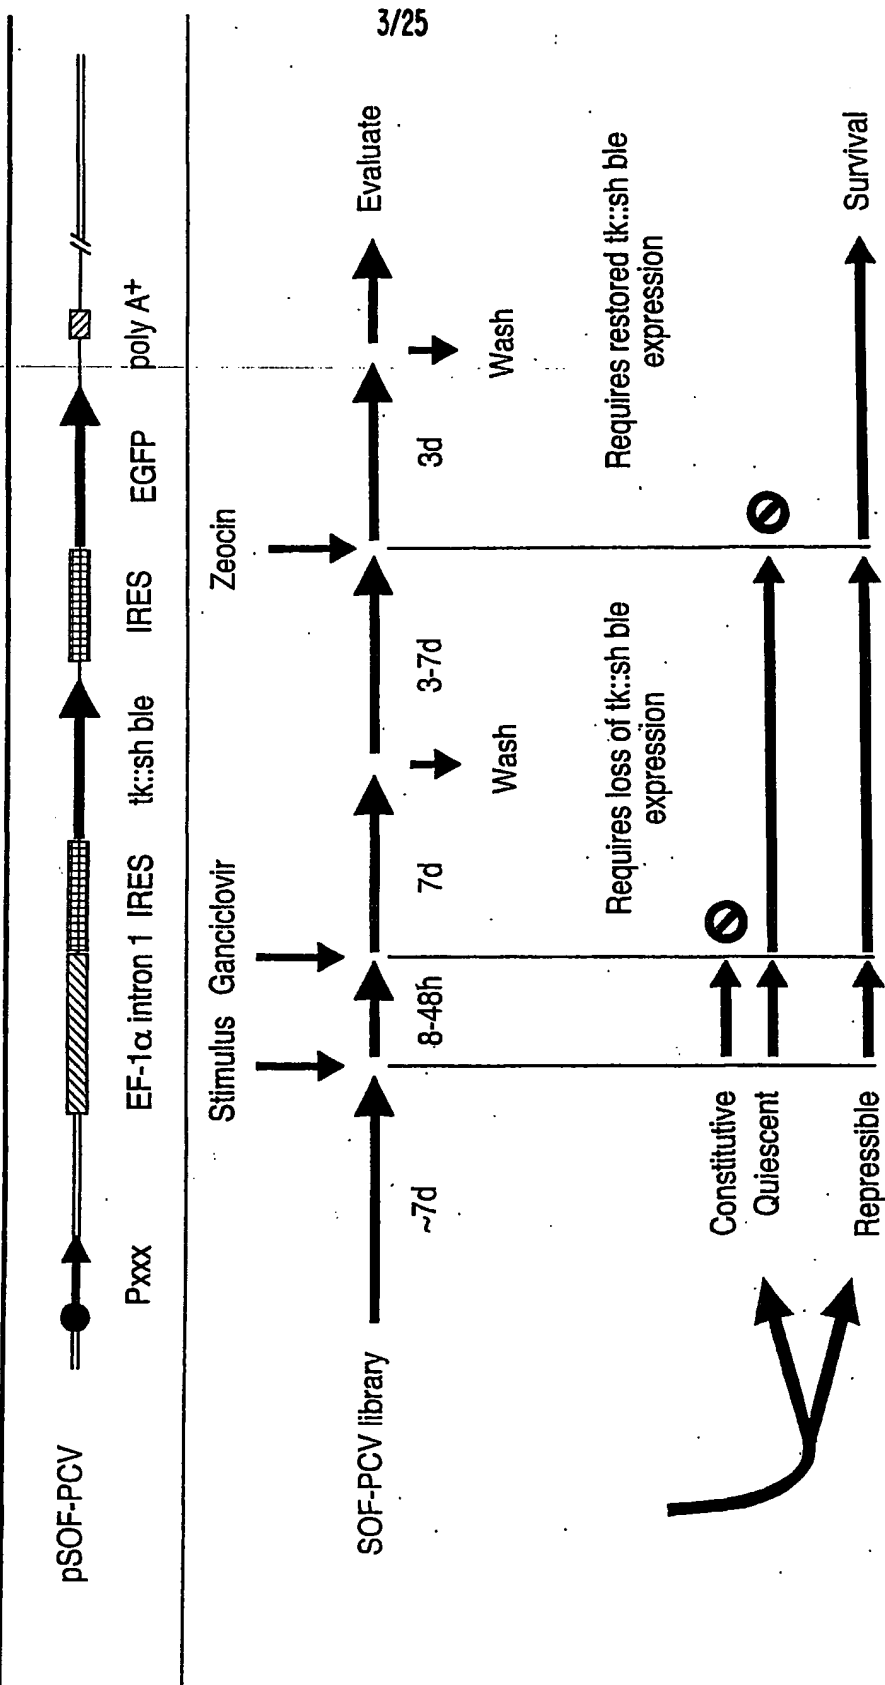 3/25
pSOF-PCV
Pxxx
EF-1α intron 1
IRES
tk::sh ble
IRES
EGFP
poly A+
Stimulus
Ganciclovir
Zeocin
SOF-PCV library
~7d
8-48h
7d
3-7d
3d
Evaluate
Wash
Wash
Requires loss of tk::sh ble
expression
Requires restored tk::sh ble
expression
Constitutive
Quiescent
Repressible
Survival